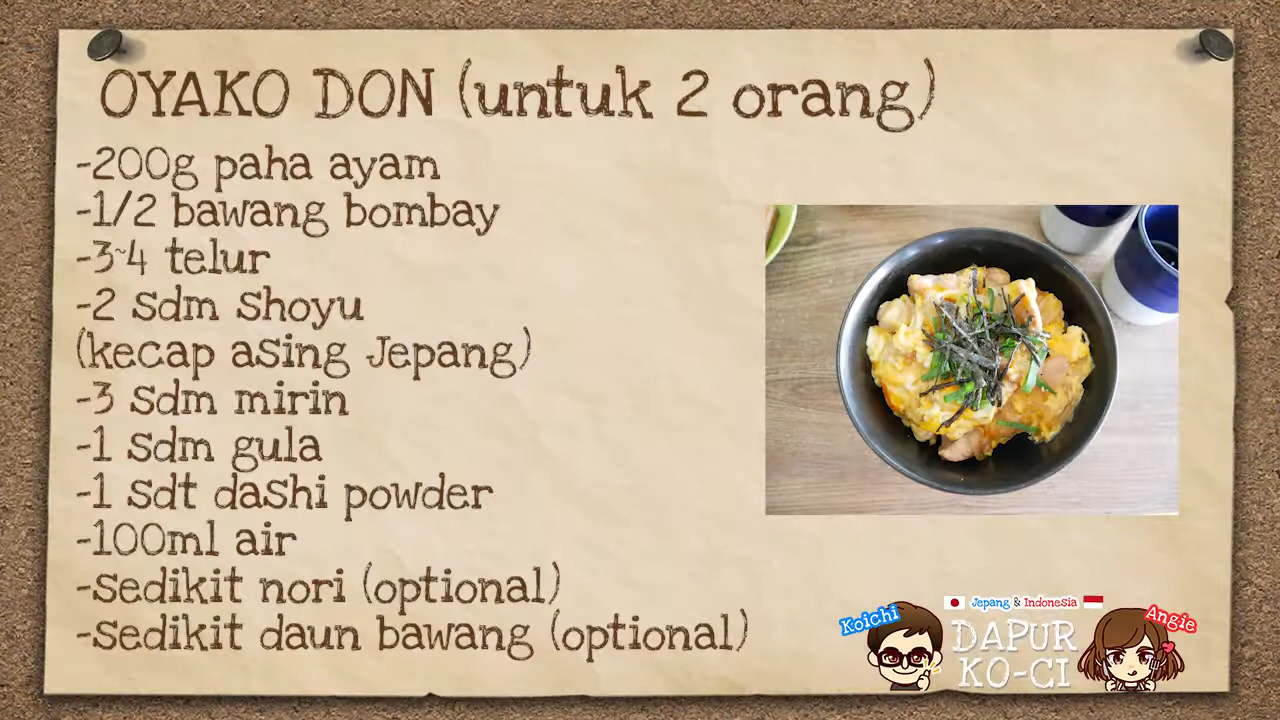 OYAKO DON (untuk 2 orang)
-200g paha ayam
-1/2 bawang bombay
-3~4 telur
-2 sdm shoyu
(kecap asing Jepang)
-3 sdm mirin
-1 sdm gula
-1 sdt dashi powder
-100ml air
-sedikit nori (optional)
-sedikit daun bawang (optional)
Jepang & Indonesia
Koichi
Angie
DAPUR
KO-CI